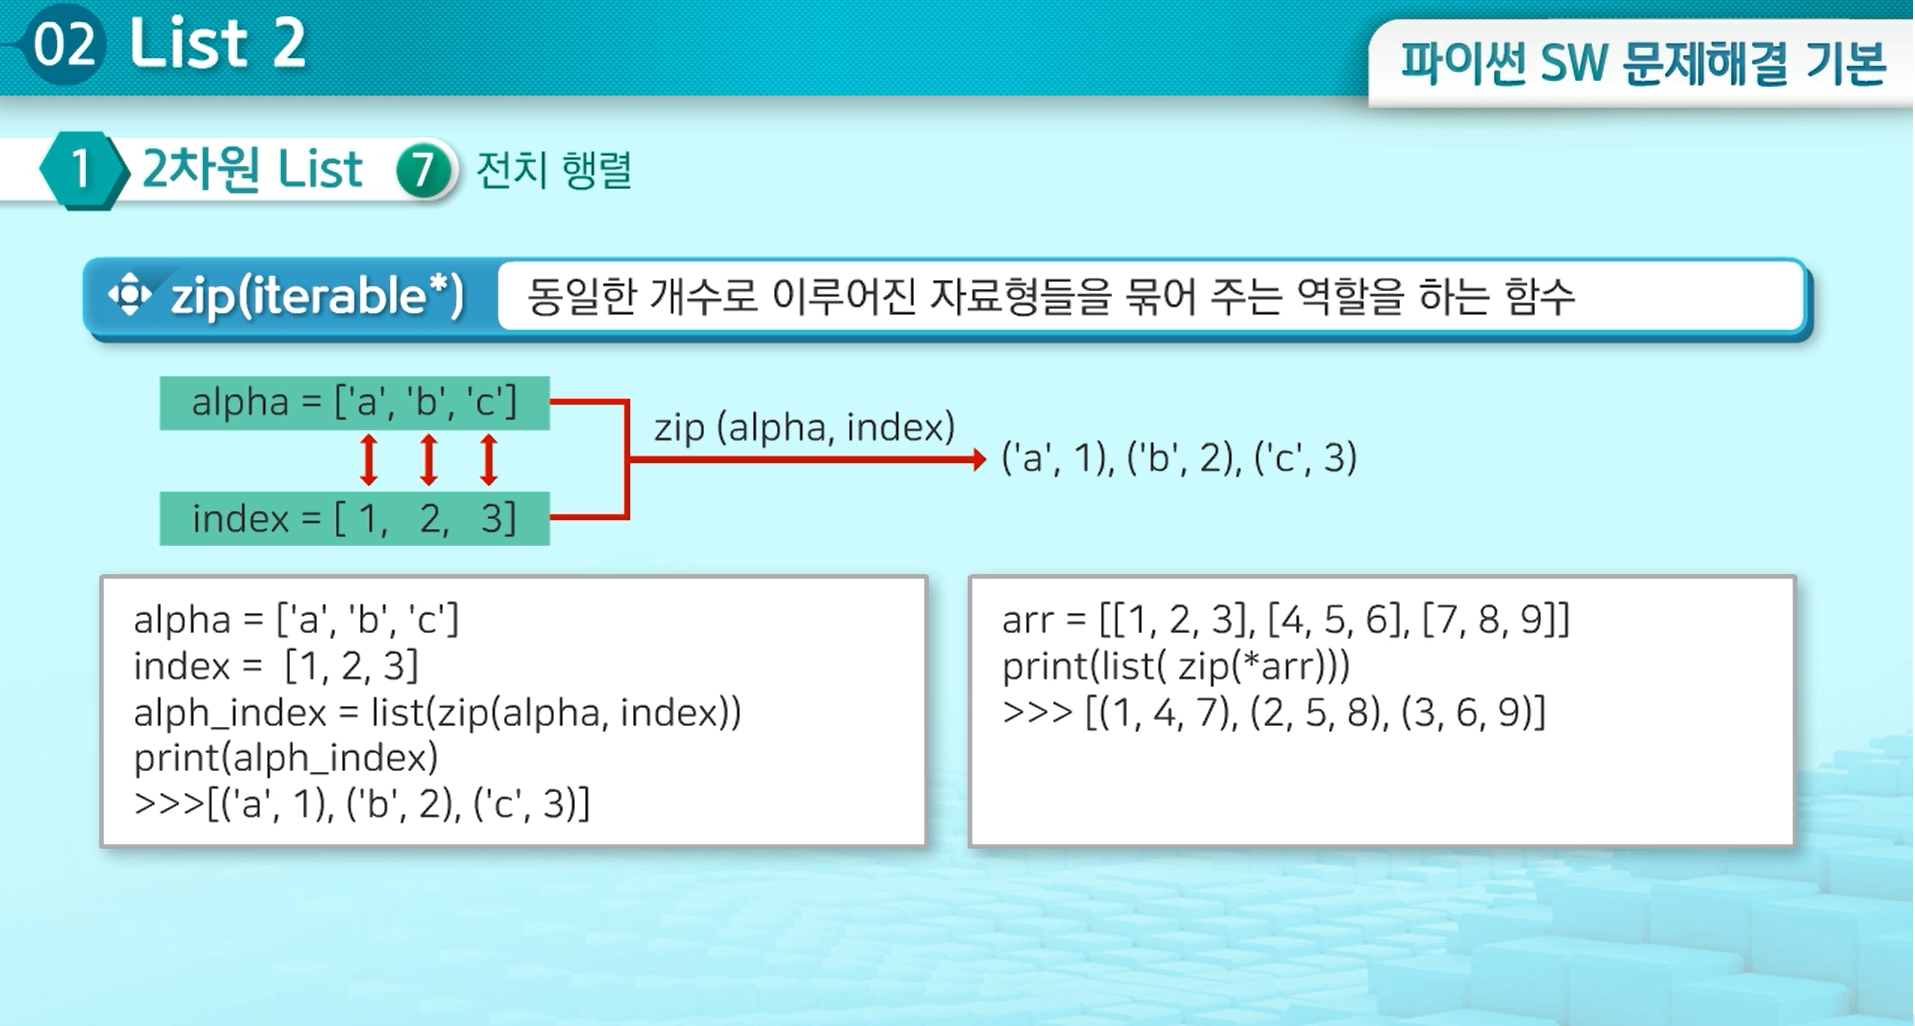 02 List 2
파이썬 SW 문제해결 기본
1 2차원 List 7 전치 행렬
zip(iterable*) 동일한 개수로 이루어진 자료형들을 묶어 주는 역할을 하는 함수
alpha = ['a', 'b', 'c']
index = [ 1, 2, 3]
zip (alpha, index)
('a', 1), ('b', 2), ('c', 3)
alpha = ['a', 'b', 'c']
index = [1, 2, 3]
alph_index = list(zip(alpha, index))
print(alph_index)
>>>[('a', 1), ('b', 2), ('c', 3)]
arr = [[1, 2, 3], [4, 5, 6], [7, 8, 9]]
print(list( zip(*arr)))
>>> [(1, 4, 7), (2, 5, 8), (3, 6, 9)]